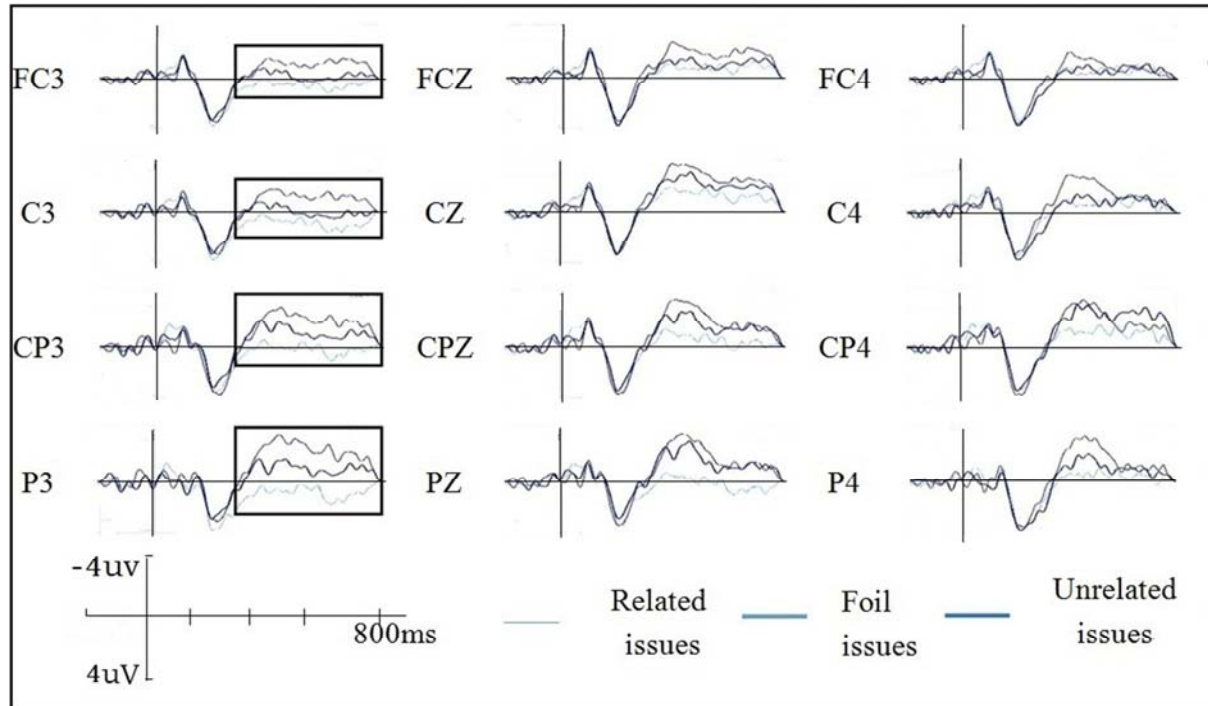 FC3 FCZ FC4
C3 CZ C4
CP3 CPZ CP4
P3 PZ P4
-4uv
800ms
4uV
Related
issues
Foil
issues
Unrelated
issues